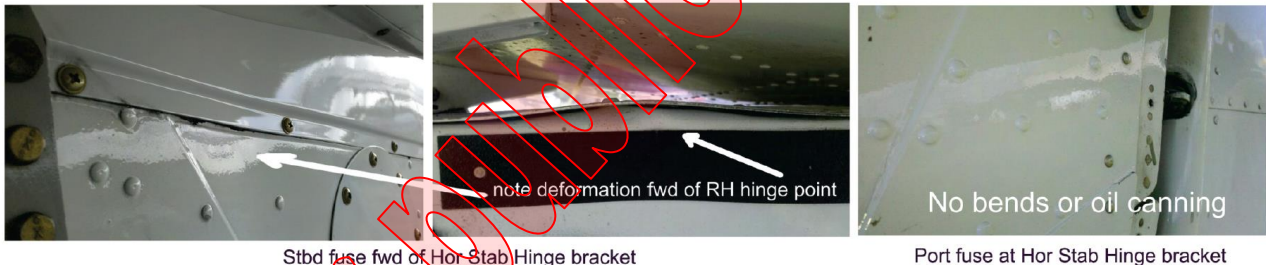 note deformation fwd of RH hinge point
No bends or oil canning
Stbd fuse fwd of Hor Stab Hinge bracket
Port fuse at Hor Stab Hinge bracket